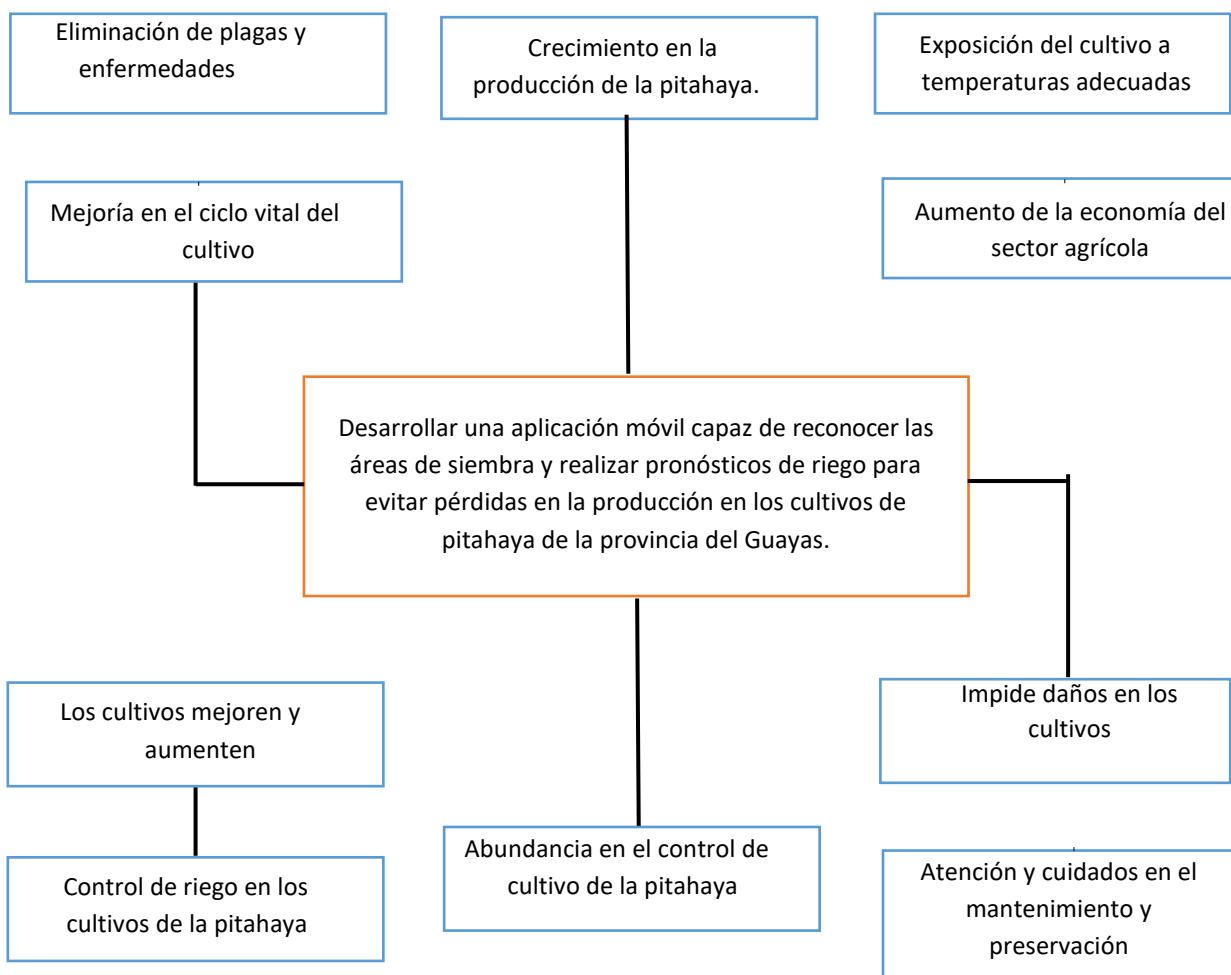 Eliminación de plagas y
enfermedades
Crecimiento en la
producción de la pitahaya.
Exposición del cultivo a
temperaturas adecuadas
Mejoría en el ciclo vital del
cultivo
Aumento de la economía del
sector agrícola
Desarrollar una aplicación móvil capaz de reconocer las
áreas de siembra y realizar pronósticos de riego para
evitar pérdidas en la producción en los cultivos de
pitahaya de la provincia del Guayas.
Los cultivos mejoren y
aumenten
Impide daños en los
cultivos
Control de riego en los
cultivos de la pitahaya
Abundancia en el control de
cultivo de la pitahaya
Atención y cuidados en el
mantenimiento y
preservación